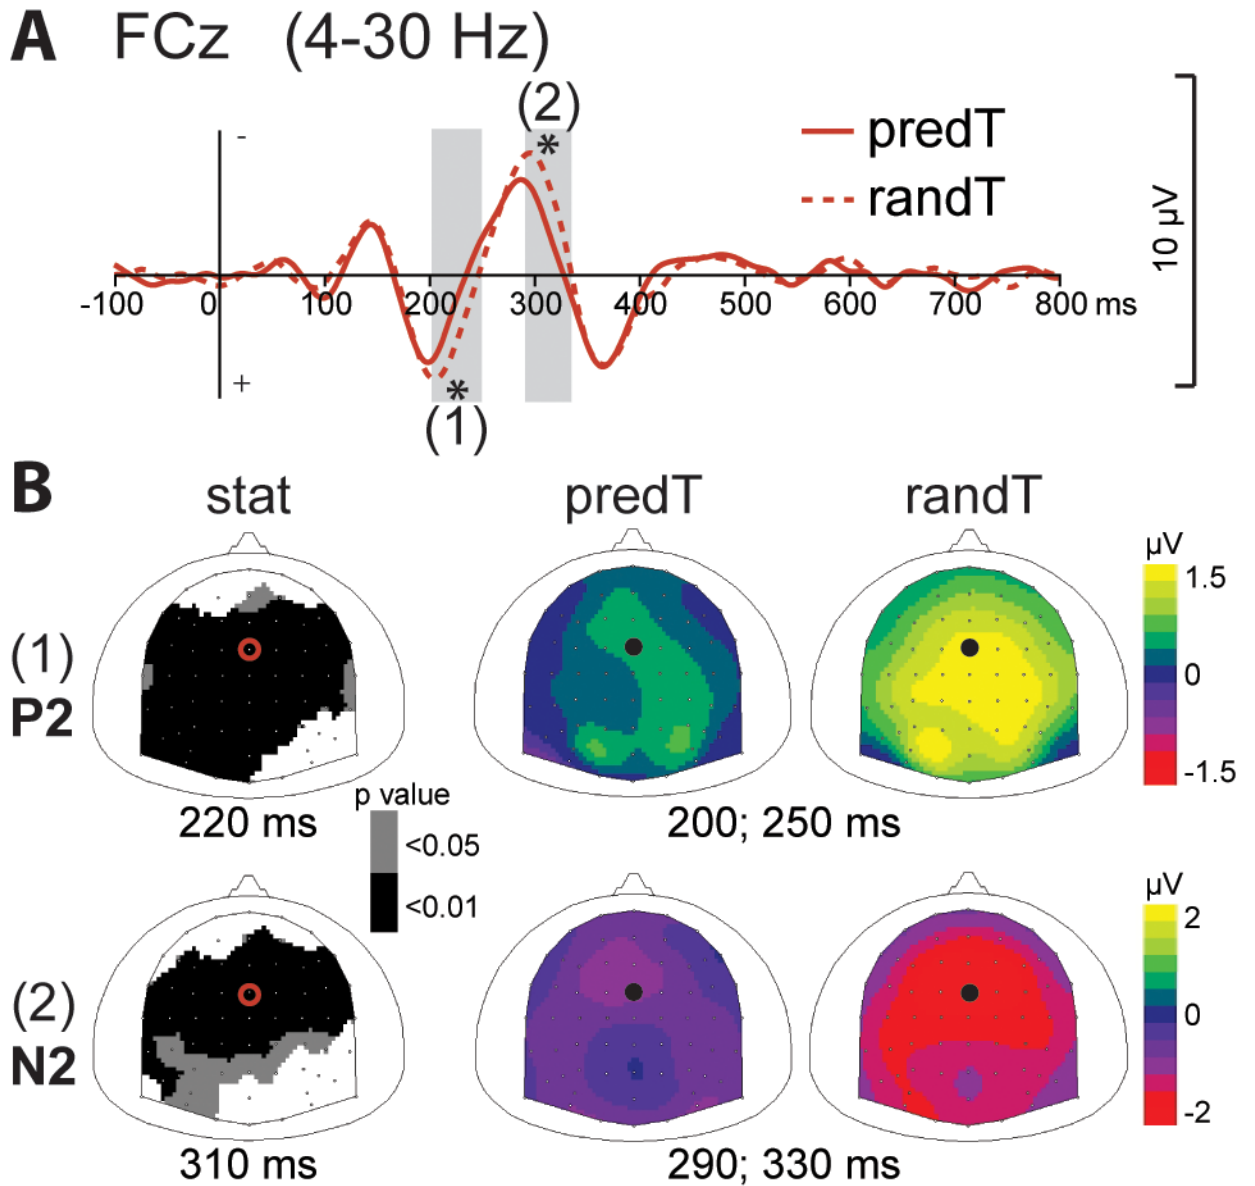 A FCz (4-30 Hz)
(2)
*
-
predT
randT
10 µV
-100 0 100 200 300 400 500 600 700 800 ms
+
*
(1)
B stat predT randT
µV
1.5
0
-1.5
(1)
P2
220 ms
200; 250 ms
p value
<0.05
<0.01
µV
2
0
-2
(2)
N2
310 ms
290; 330 ms